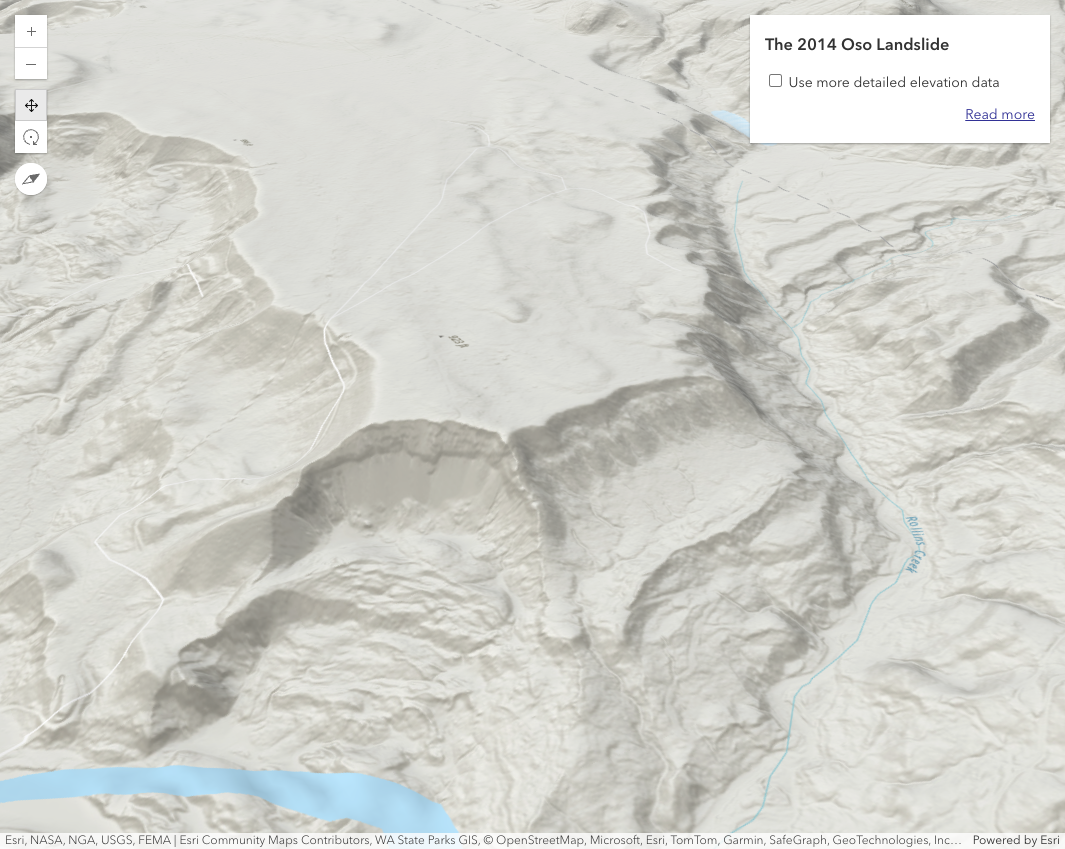 The 2014 Oso Landslide
Use more detailed elevation data
Read more
Rollins Creek
Esri, NASA, NGA, USGS, FEMA | Esri Community Maps Contributors, WA State Parks GIS, © OpenStreetMap, Microsoft, Esri, TomTom, Garmin, SafeGraph, GeoTechnologies, Inc… Powered by Esri